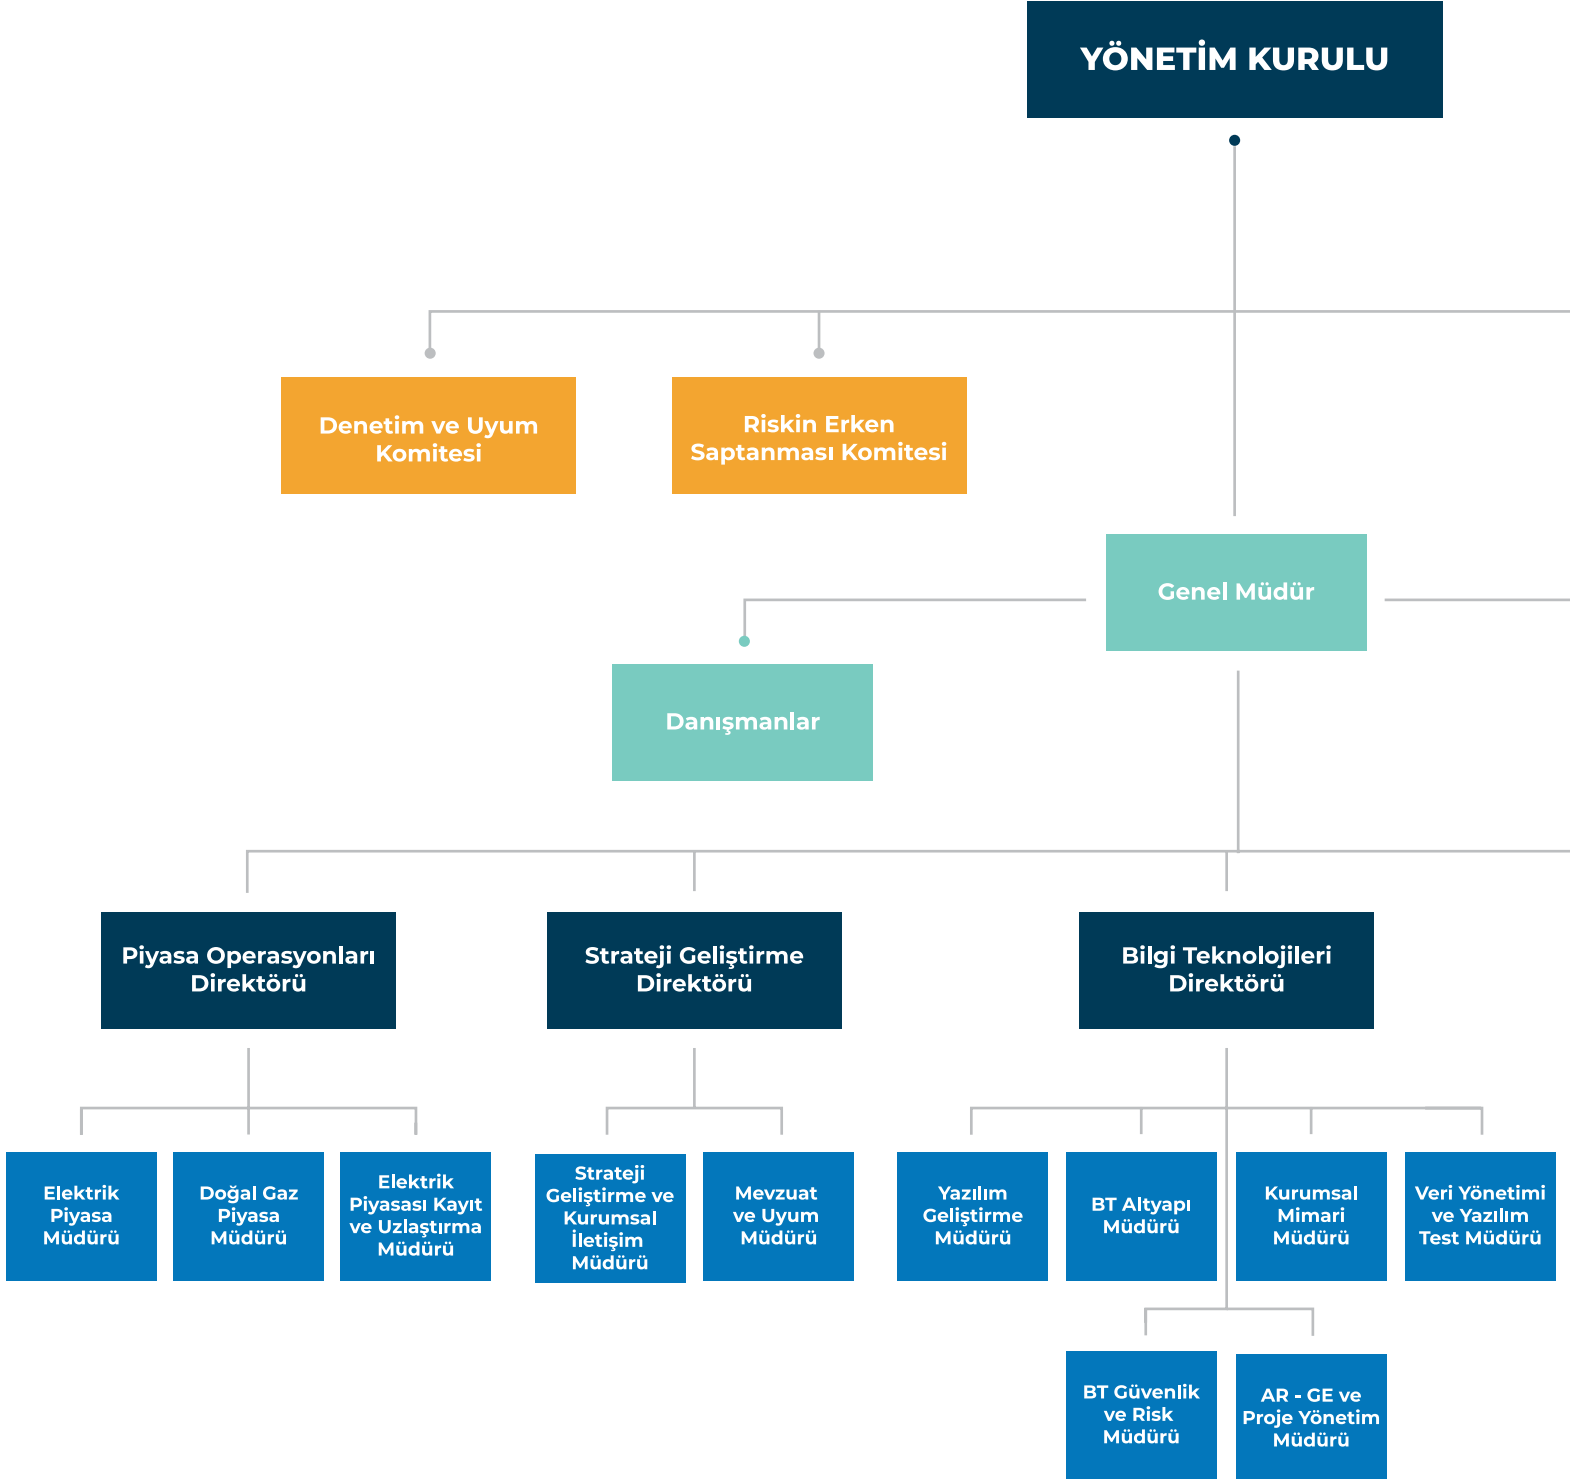 YÖNETİM KURULU
Denetim ve Uyum
Komitesi
Riskin Erken
Saptanması Komitesi
Genel Müdür
Danışmanlar
Piyasa Operasyonları
Direktörü
Strateji Geliştirme
Direktörü
Bilgi Teknolojileri
Direktörü
Elektrik
Piyasa
Müdürü
Doğal Gaz
Piyasa
Müdürü
Elektrik
Piyasası Kayıt
ve Uzlaştırma
Müdürü
Strateji
Geliştirme ve
Kurumsal
İletişim
Müdürü
Mevzuat
ve Uyum
Müdürü
Yazılım
Geliştirme
Müdürü
BT Altyapı
Müdürü
Kurumsal
Mimari
Müdürü
Veri Yönetimi
ve Yazılım
Test Müdürü
BT Güvenlik
ve Risk
Müdürü
AR - GE ve
Proje Yönetim
Müdürü